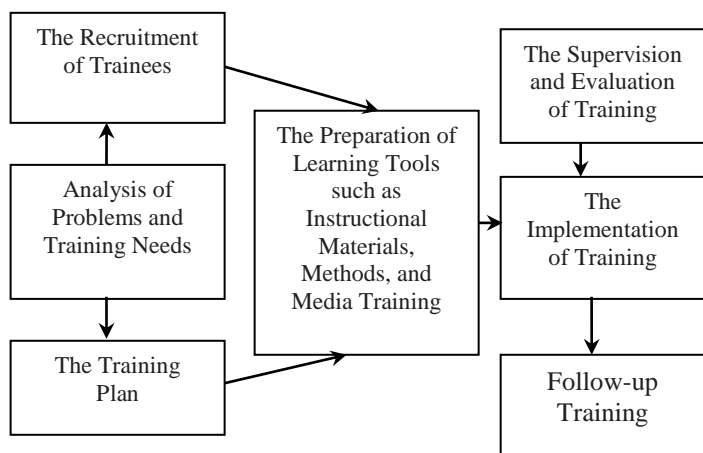 The Recruitment
of Trainees
Analysis of
Problems and
Training Needs
The Training
Plan
The Preparation of
Learning Tools
such as
Instructional
Materials,
Methods, and
Media Training
The Supervision
and Evaluation
of Training
The
Implementation
of Training
Follow-up
Training